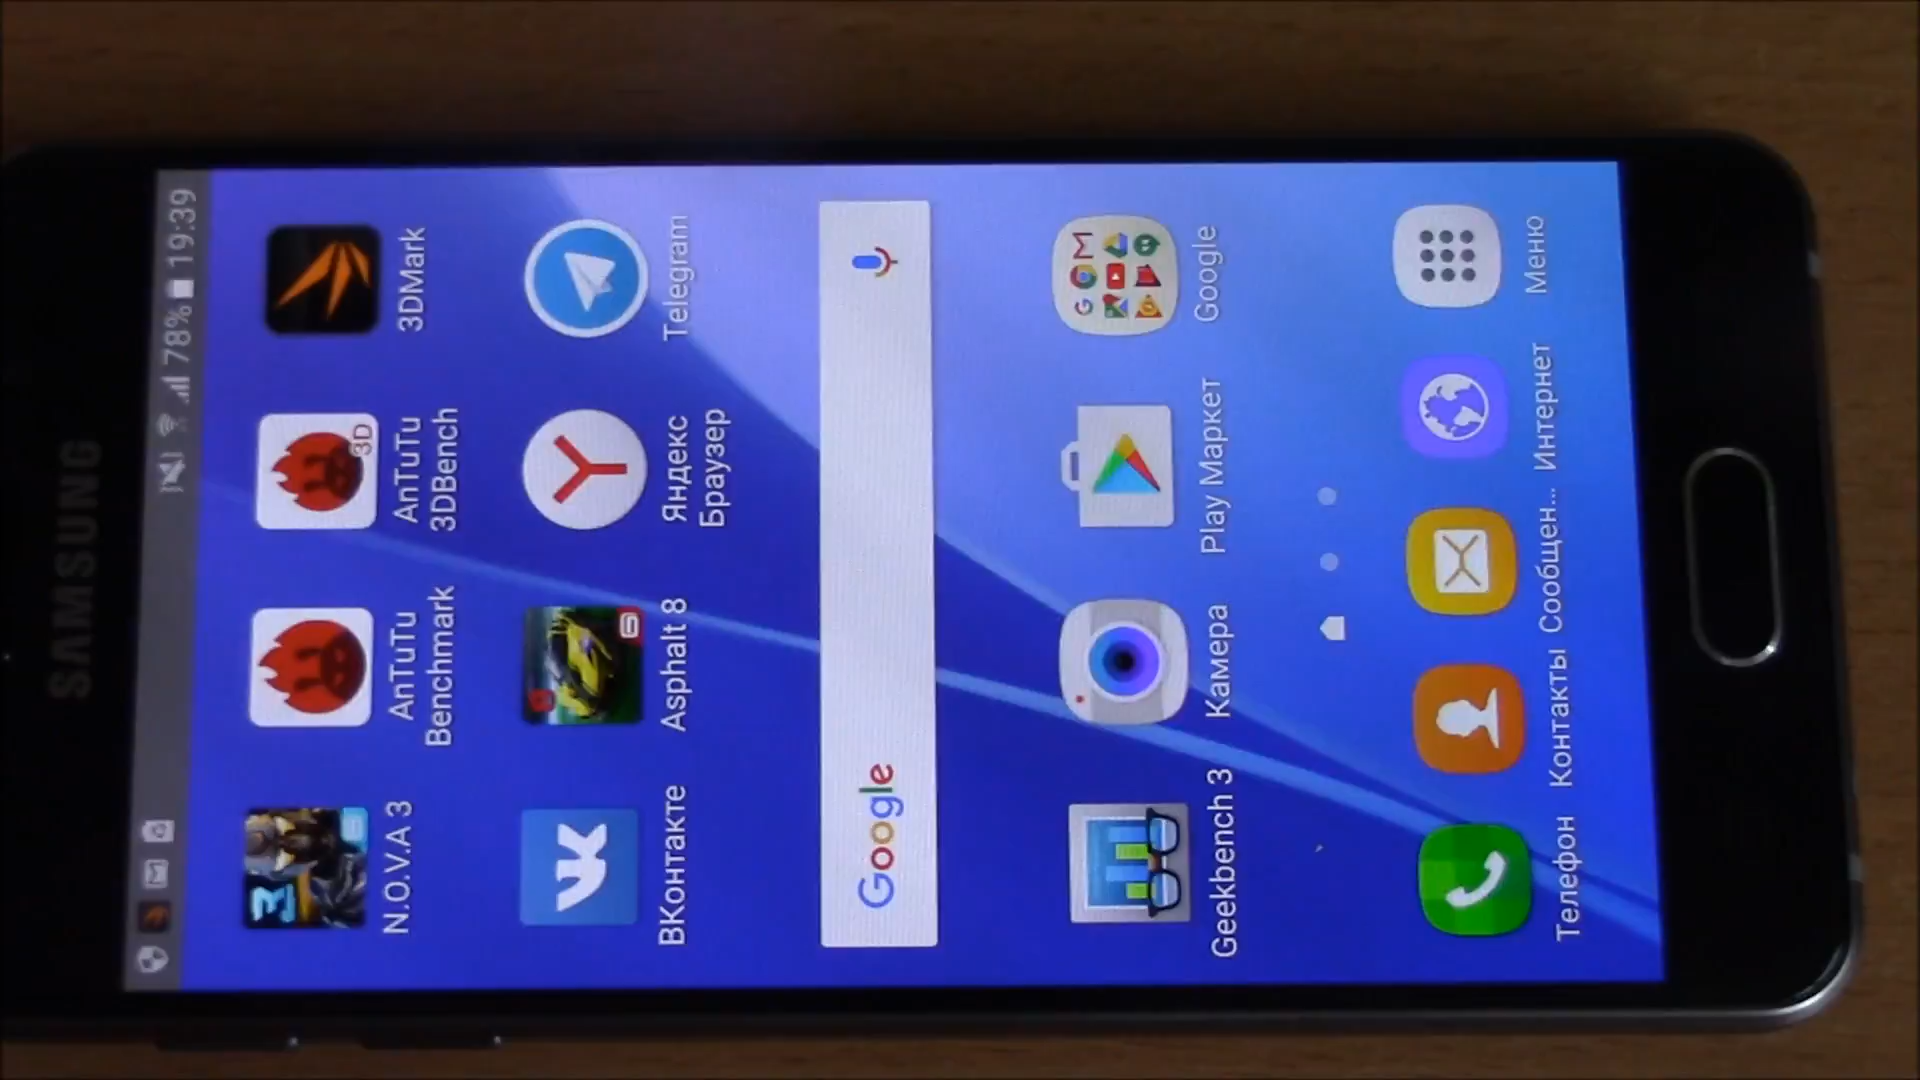 SAMSUNG
78% 19:39
N.O.V.A 3
AnTuTu
Benchmark
AnTuTu
3DBench
3D
3DMark
ВКонтакте
Asphalt 8
Яндекс
Браузер
Telegram
Google
Geekbench 3
Камера
Play Маркет
Google
Телефон
Контакты
Сообщен...
Интернет
Меню